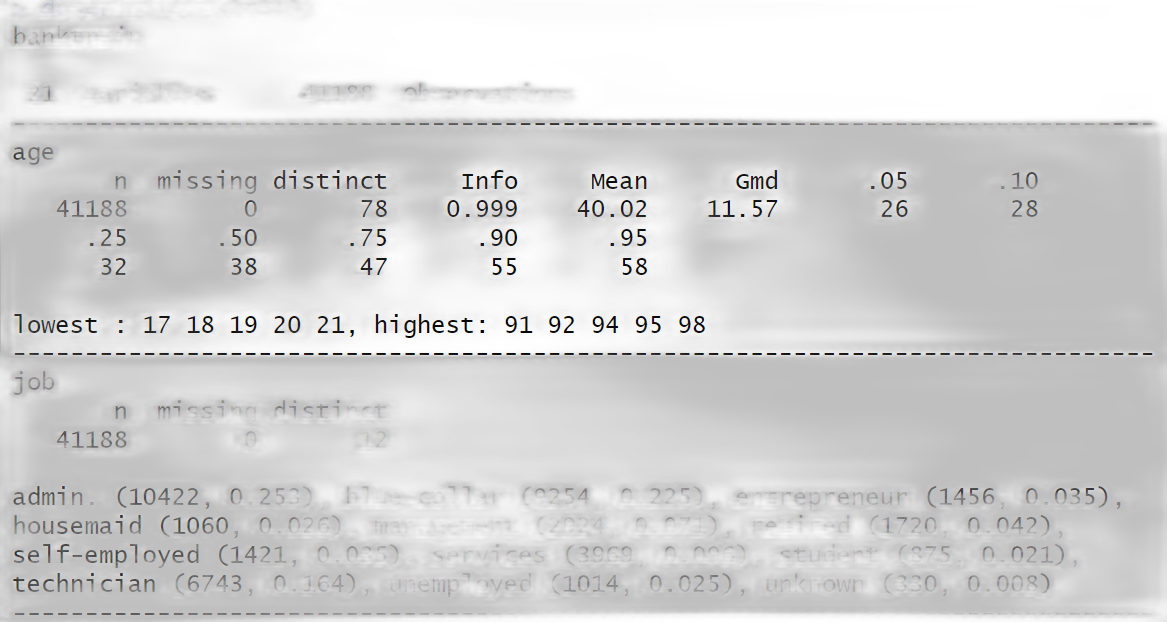 21 variables 41188 observations
age
n missing distinct Info Mean Gmd .05 .10
41188 0 78 0.999 40.02 11.57 26 28
.25 .50 .75 .90 .95
32 38 47 55 58
lowest : 17 18 19 20 21, highest: 91 92 94 95 98
job
n missing distinct
41188 0 12
admin. (10422, 0.253), blue-collar (9254, 0.225), entrepreneur (1456, 0.035),
housemaid (1060, 0.026), management (2924, 0.071), retired (1720, 0.042),
self-employed (1421, 0.035), services (3969, 0.096), student (875, 0.021),
technician (6743, 0.164), unemployed (1014, 0.025), unknown (330, 0.008)